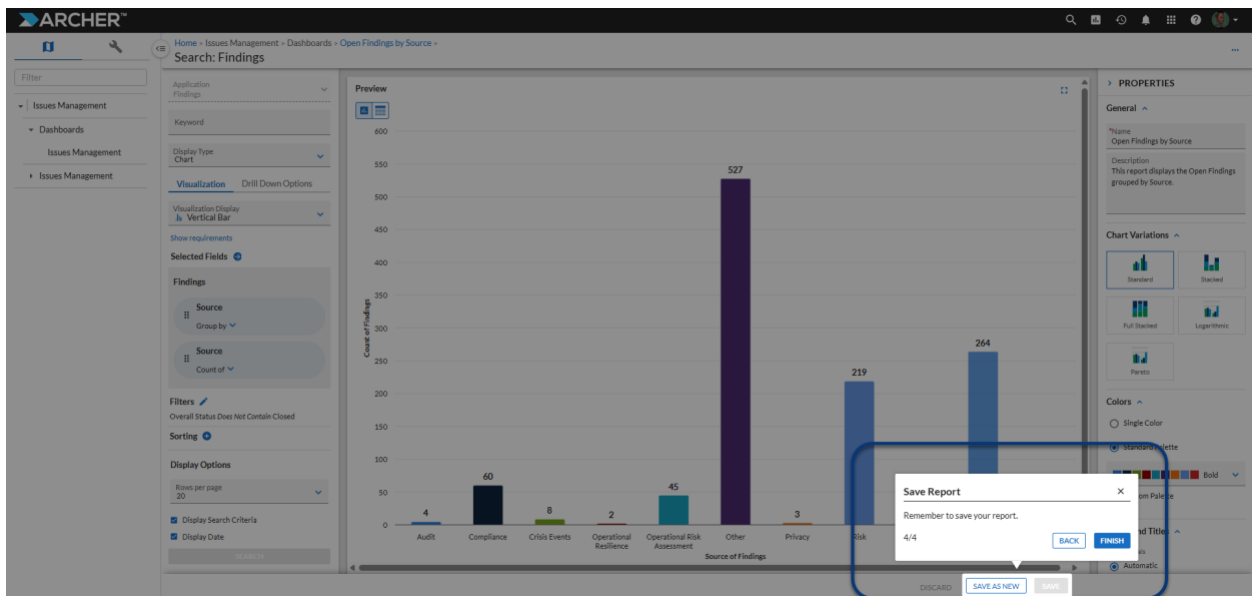 ARCHER™
Home » Issues Management » Dashboards » Open Findings by Source »
Search: Findings
Filter
Issues Management
Dashboards
Issues Management
Issues Management
Application
Findings
Keyword
Display Type
Chart
Visualization Drill Down Options
Visualization Display
Vertical Bar
Show requirements
Selected Fields
Findings
Source
Group by
Source
Count of
Filters
Overall Status Does Not Contain Closed
Sorting
Display Options
Rows per page
20
Display Search Criteria
Display Date
SEARCH
Preview
600
550
500
450
400
350
300
250
200
150
100
50
0
Count of Findings
4
60
8
2
45
527
3
219
264
Audit
Compliance
Crisis Events
Operational
Resilience
Operational Risk
Assessment
Other
Privacy
Risk
Source of Findings
PROPERTIES
General
*Name
Open Findings by Source
Description
This report displays the Open Findings
grouped by Source.
Chart Variations
Standard
Stacked
Full Stacked
Logarithmic
Pareto
Colors
Single Color
Standard Palette
Bold
Automatic
Save Report
Remember to save your report.
4/4
BACK
FINISH
DISCARD
SAVE AS NEW
SAVE